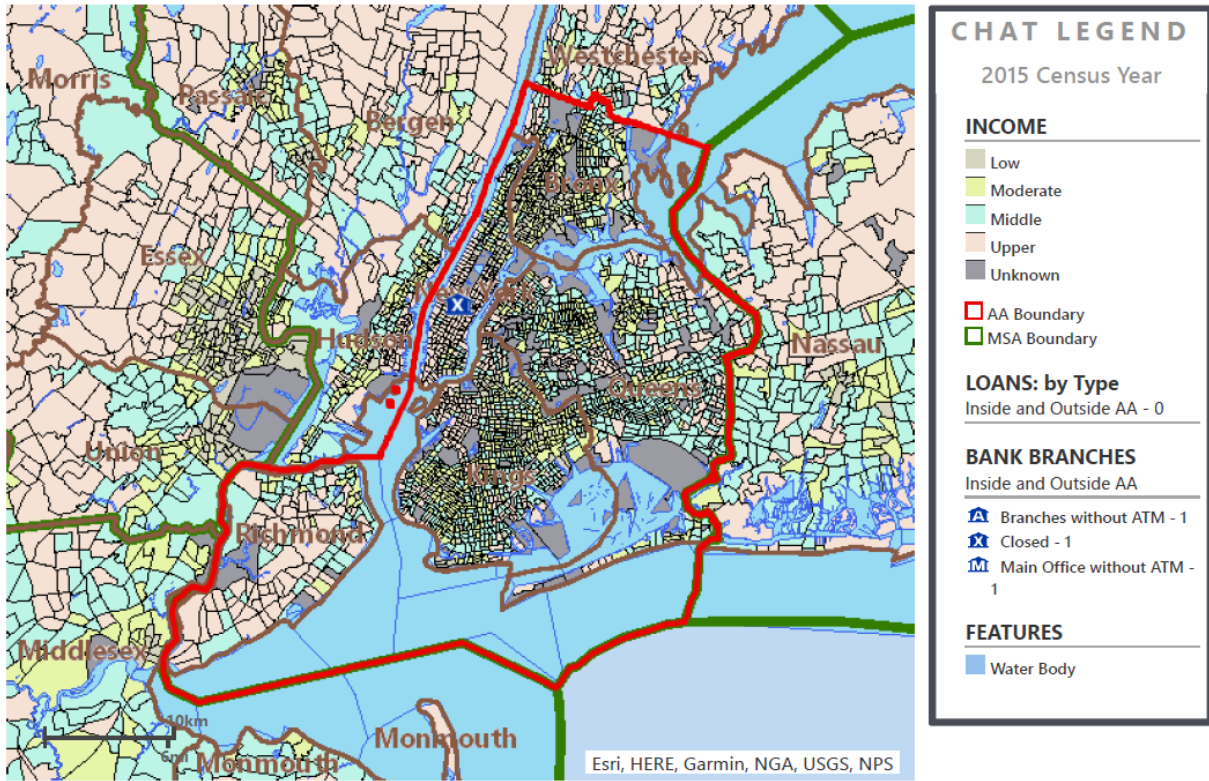 Westchester
Morris
Passaic
Bergen
Bronx
Essex
New York
Hudson
Nassau
Queens
Union
Kings
Richmond
Middlesex
10km
6mi
Monmouth
Monmouth
Esri, HERE, Garmin, NGA, USGS, NPS
CHAT LEGEND
2015 Census Year
INCOME
Low
Moderate
Middle
Upper
Unknown
AA Boundary
MSA Boundary
LOANS: by Type
Inside and Outside AA - 0
BANK BRANCHES
Inside and Outside AA
A Branches without ATM - 1
X Closed - 1
M Main Office without ATM -
1
FEATURES
Water Body